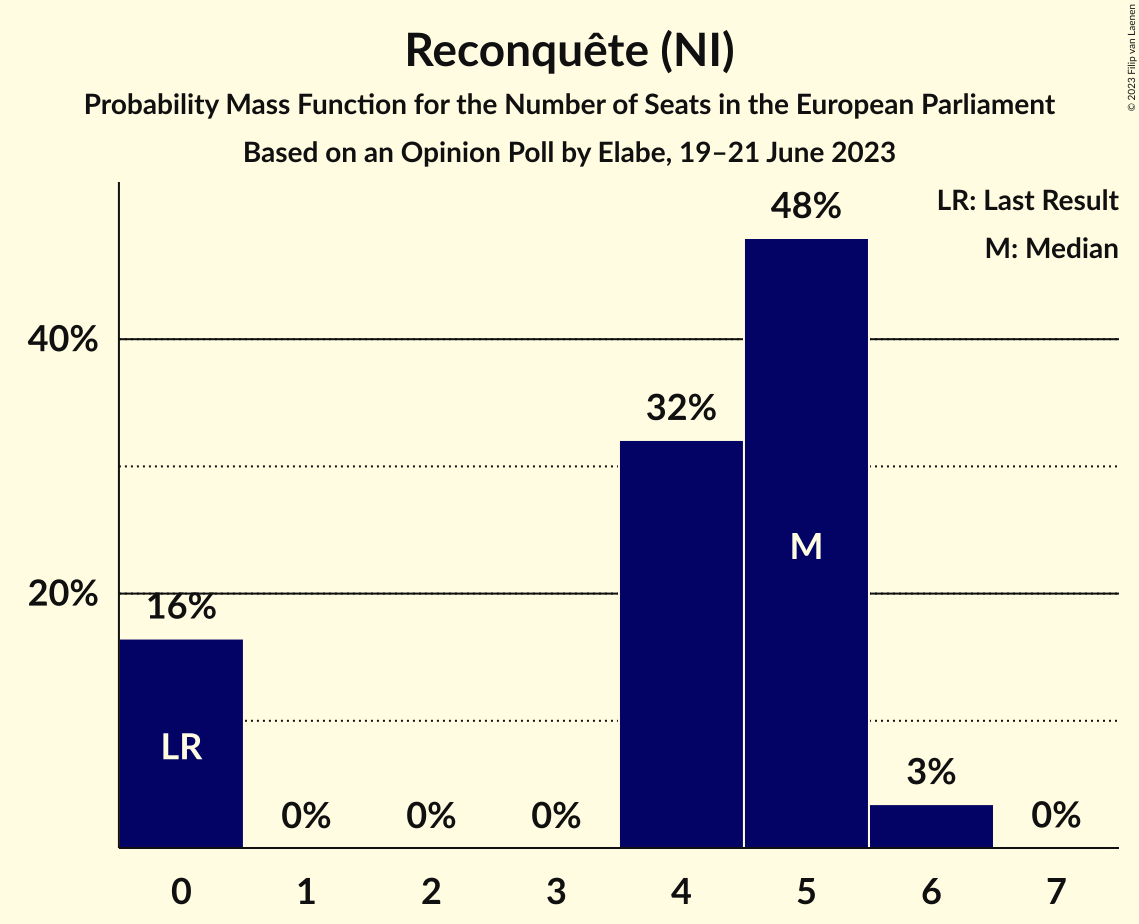 Reconquête (NI)
Probability Mass Function for the Number of Seats in the European Parliament
Based on an Opinion Poll by Elabe, 19–21 June 2023
© 2023 Filip van Laenen
LR: Last Result
M: Median
48%
40%
32%
M
20%
16%
LR
3%
0%
0%
0%
0%
0 1 2 3 4 5 6 7